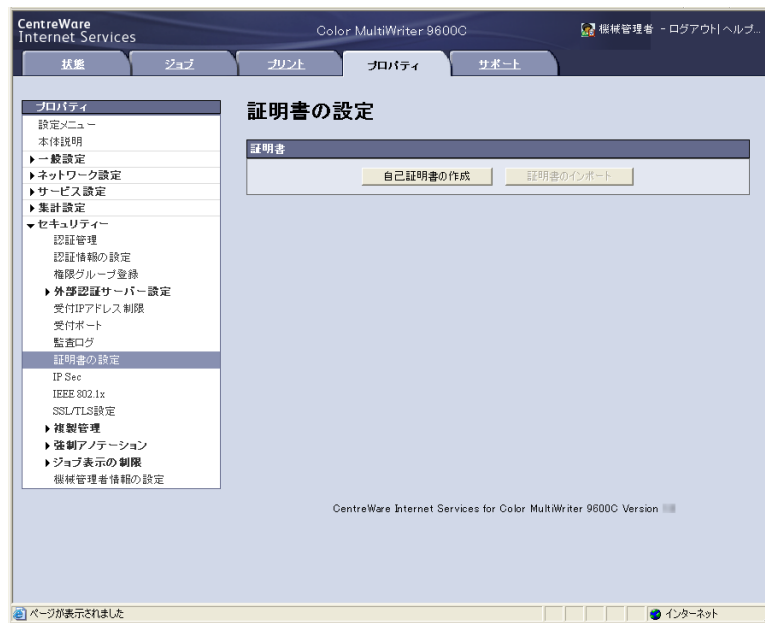 CentreWare
Internet Services
Color MultiWriter 9600C
機械管理者 - ログアウト| ヘルプ...
状態
ジョブ
プリント
プロパティ
サポート
プロパティ
設定メニュー
本体説明
一般設定
ネットワーク設定
サービス設定
集計設定
セキュリティー
認証管理
認証情報の設定
権限グループ登録
外部認証サーバー設定
受付IPアドレス制限
受付ポート
監査ログ
証明書の設定
IP Sec
IEEE 802.1x
SSL/TLS設定
複製管理
強制アノテーション
ジョブ表示の制限
機械管理者情報の設定
証明書の設定
証明書
自己証明書の作成
証明書のインポート
CentreWare Internet Services for Color MultiWriter 9600C Version
ページが表示されました
インターネット